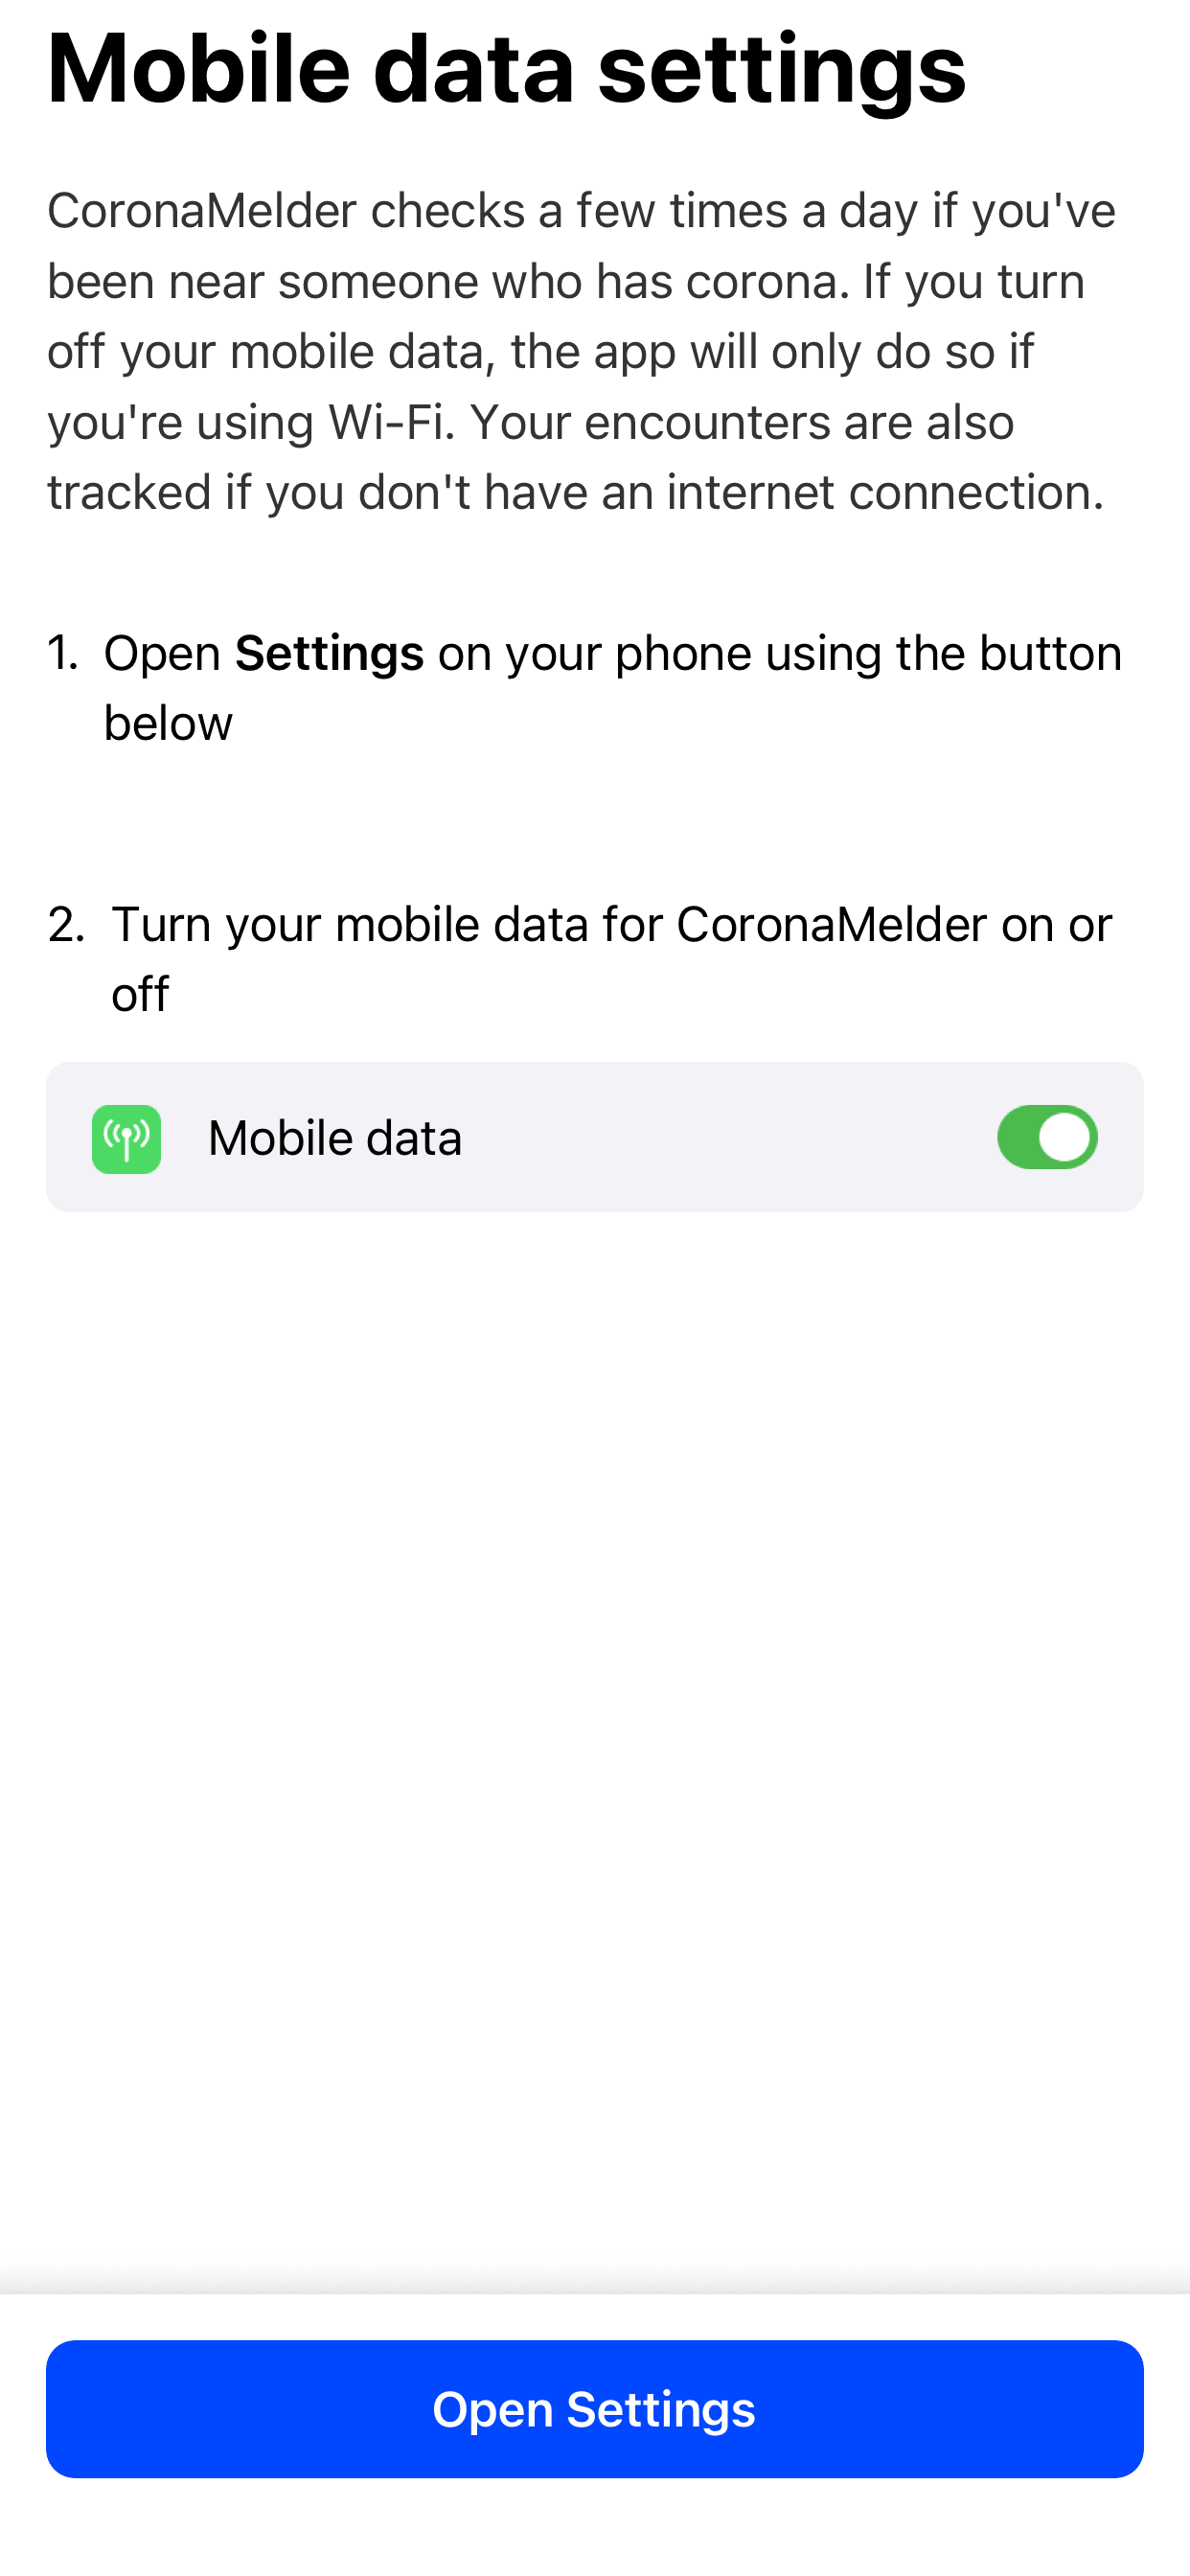 Mobile data settings
CoronaMelder checks a few times a day if you've
been near someone who has corona. If you turn
off your mobile data, the app will only do so if
you're using Wi-Fi. Your encounters are also
tracked if you don't have an internet connection.
1. Open Settings on your phone using the button
below
2. Turn your mobile data for CoronaMelder on or
off
Mobile data
Open Settings